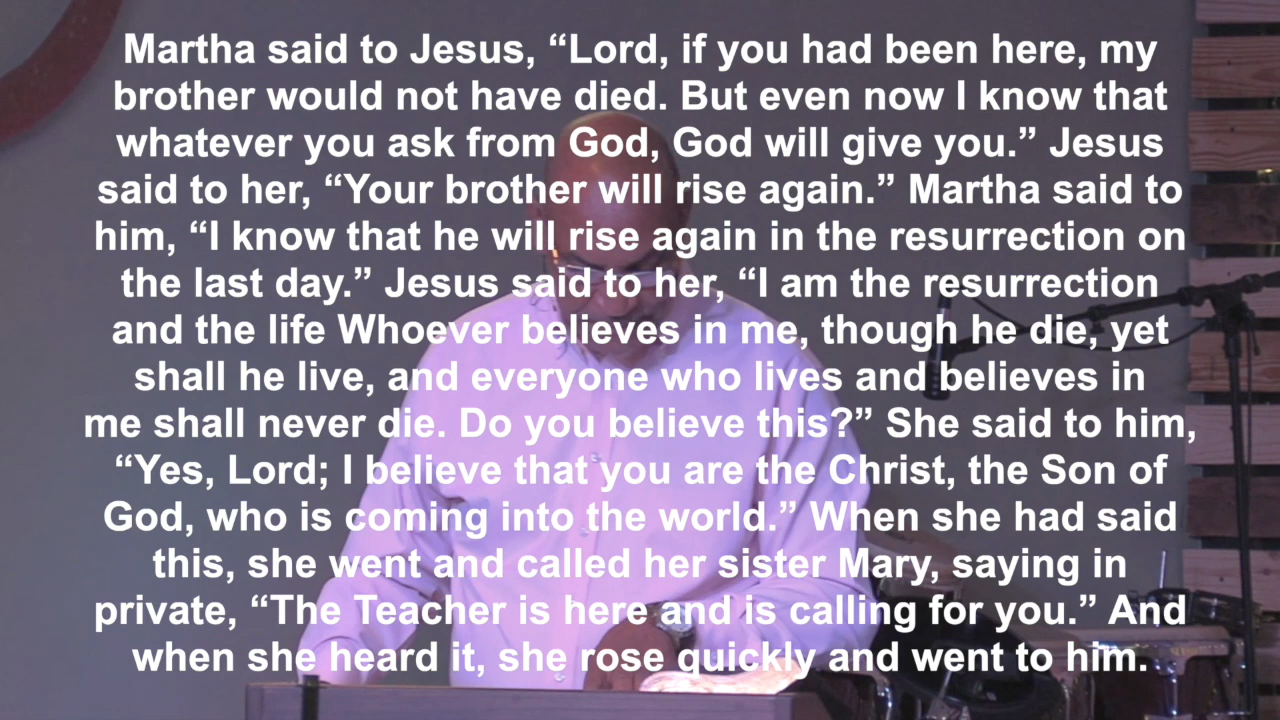 Martha said to Jesus, “Lord, if you had been here, my
brother would not have died. But even now I know that
whatever you ask from God, God will give you.” Jesus
said to her, “Your brother will rise again.” Martha said to
him, “I know that he will rise again in the resurrection on
the last day.” Jesus said to her, “I am the resurrection
and the life Whoever believes in me, though he die, yet
shall he live, and everyone who lives and believes in
me shall never die. Do you believe this?” She said to him,
“Yes, Lord; I believe that you are the Christ, the Son of
God, who is coming into the world.” When she had said
this, she went and called her sister Mary, saying in
private, “The Teacher is here and is calling for you.” And
when she heard it, she rose quickly and went to him.